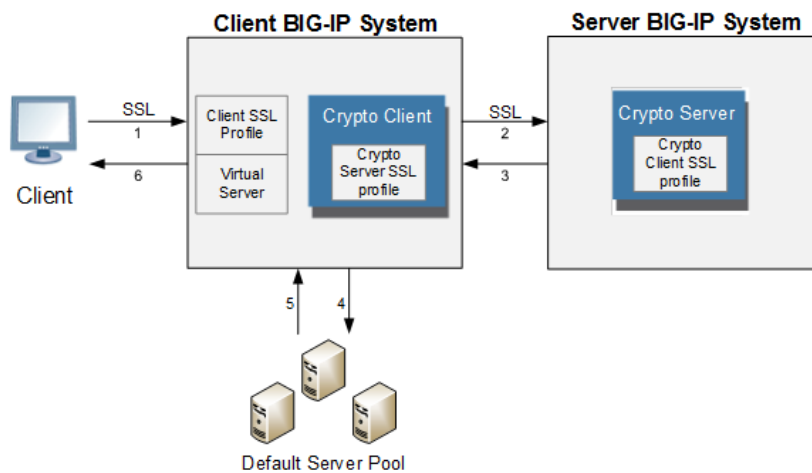 Client BIG-IP System
Server BIG-IP System
SSL
1
6
Client
Client SSL
Profile
Virtual
Server
Crypto Client
Crypto
Server SSL
profile
SSL
2
3
Crypto Server
Crypto
Client SSL
profile
5
4
Default Server Pool